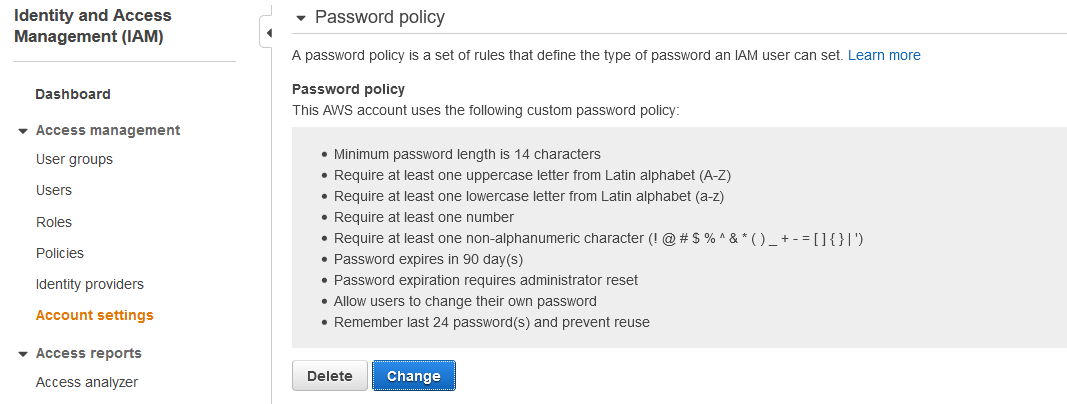 Identity and Access
Management (IAM)
Dashboard
Access management
User groups
Users
Roles
Policies
Identity providers
Account settings
Access reports
Access analyzer
Password policy
A password policy is a set of rules that define the type of password an IAM user can set. Learn more
Password policy
This AWS account uses the following custom password policy:
• Minimum password length is 14 characters
• Require at least one uppercase letter from Latin alphabet (A-Z)
• Require at least one lowercase letter from Latin alphabet (a-z)
• Require at least one number
• Require at least one non-alphanumeric character (! @ # $ % ^ & * ( ) _ + - = [ ] { } | ')
• Password expires in 90 day(s)
• Password expiration requires administrator reset
• Allow users to change their own password
• Remember last 24 password(s) and prevent reuse
Delete Change